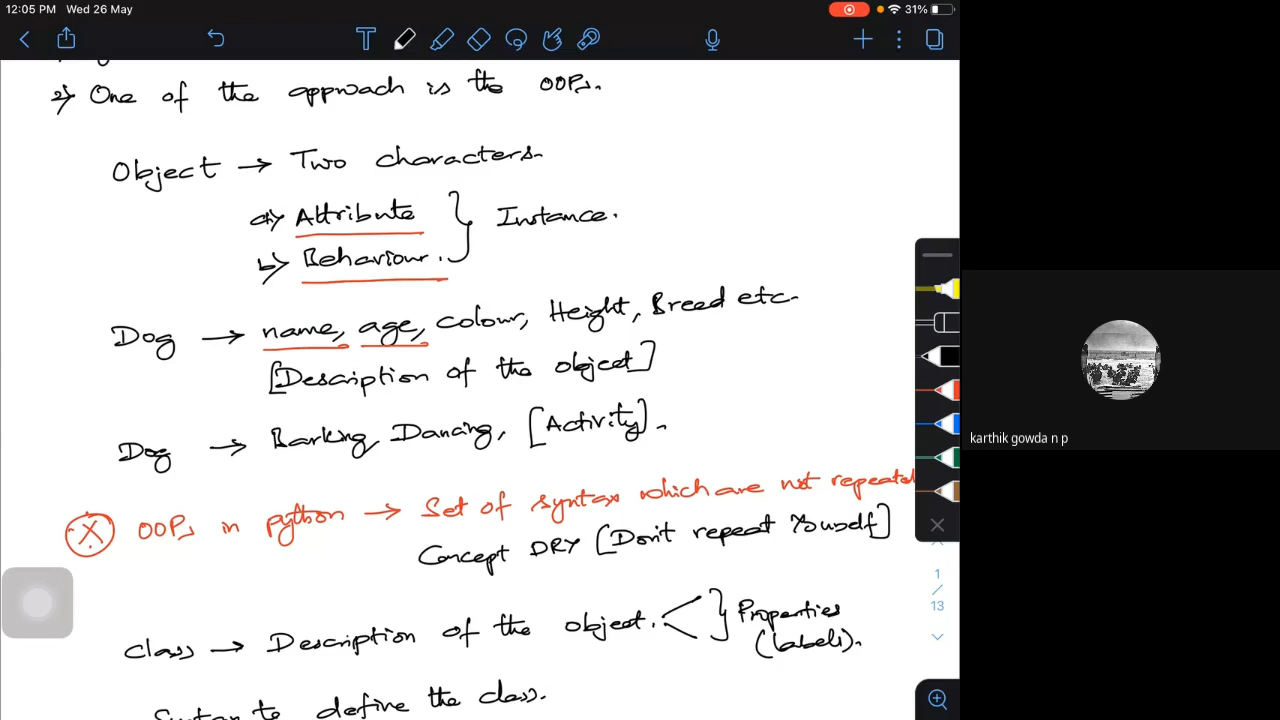 12:05 PM Wed 26 May
31%
2) One of the approach is the OOPs.
Object → Two characters.
a) Attribute
b) Behaviour.
Instance.
Dog → name, age, colour, Height, Breed etc.
[Description of the object]
Dog → Barking, Dancing, [Activity].
X OOPs in python → Set of syntax which are not repeated
Concept DRY [Don't repeat Yourself]
class → Description of the object. Properties
(labels).
Syntax to define the class.
1
/
13
karthik gowda n p